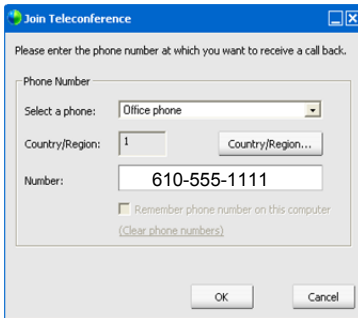 Join Teleconference
Please enter the phone number at which you want to receive a call back.
Phone Number
Select a phone: Office phone
Country/Region: 1 Country/Region...
Number: 610-555-1111
Remember phone number on this computer
(Clear phone numbers)
OK Cancel